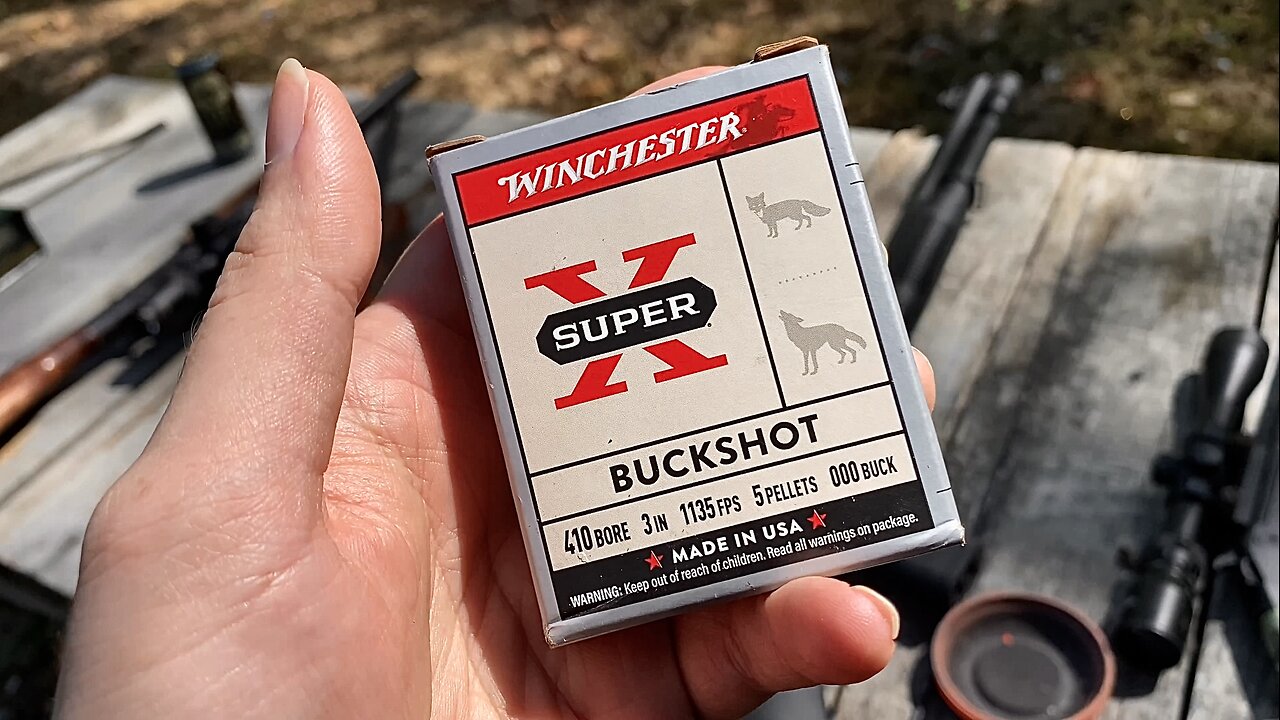 WINCHESTER
SUPER X
BUCKSHOT
410 BORE 3 IN 1135 FPS 5 PELLETS 000 BUCK
★ MADE IN USA ★
WARNING: Keep out of reach of children. Read all warnings on package.